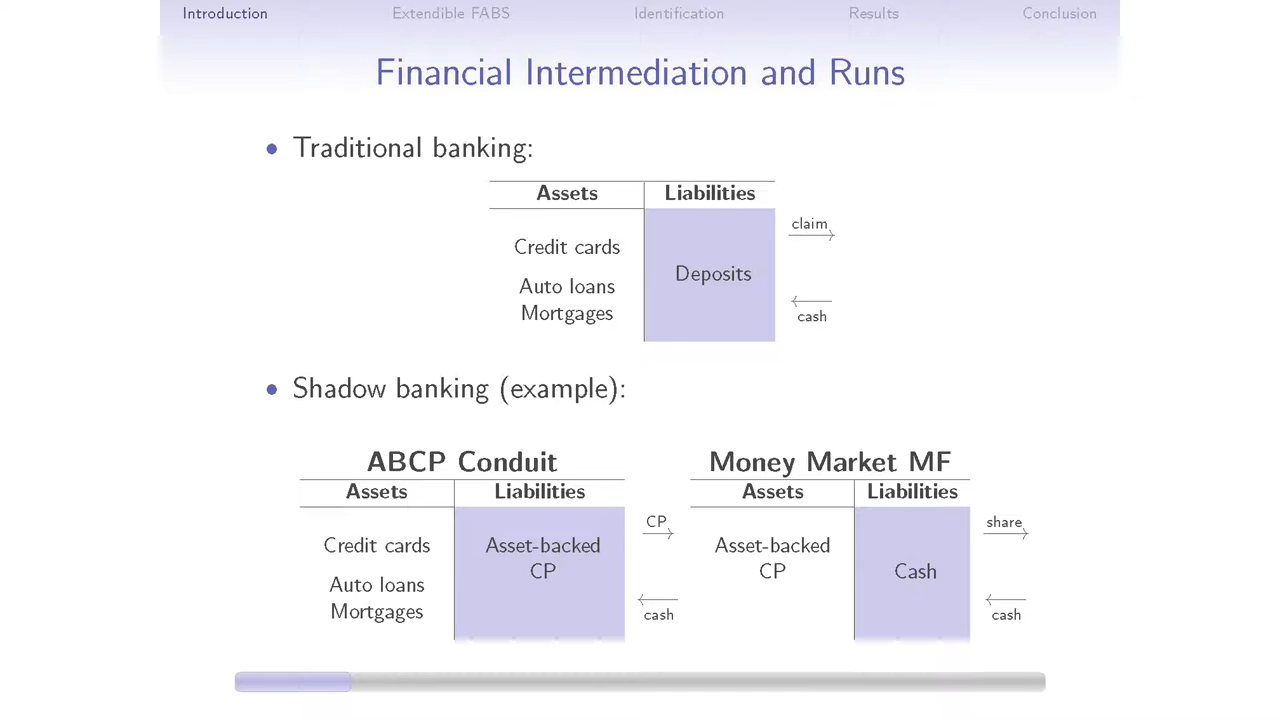 Introduction Extendible FABS Identification Results Conclusion
Financial Intermediation and Runs
• Traditional banking:
Assets Liabilities
claim
Credit cards
Deposits
Auto loans
Mortgages
cash
• Shadow banking (example):
ABCP Conduit Money Market MF
Assets Liabilities Assets Liabilities
CP share
Credit cards Asset-backed Asset-backed
CP CP Cash
Auto loans
Mortgages cash cash